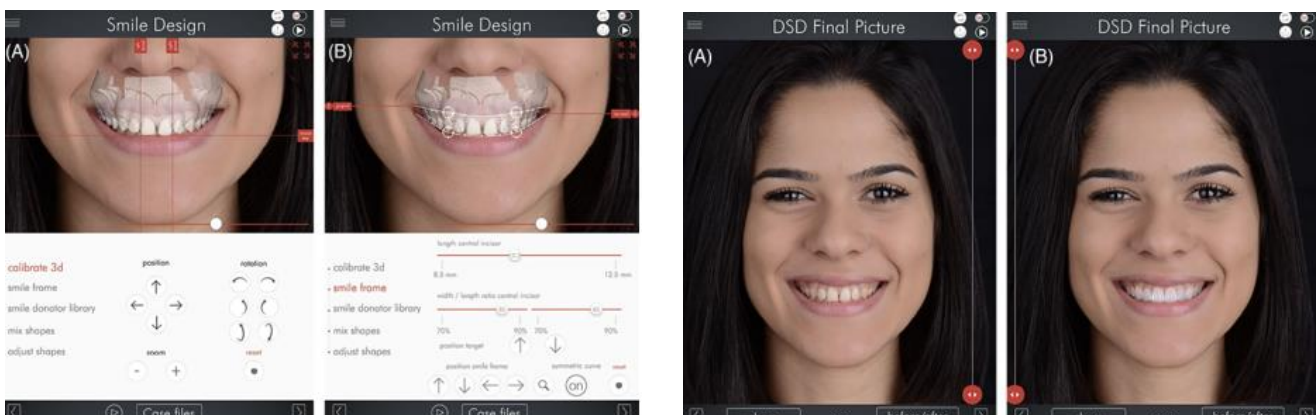 Smile Design
(A)
calibrate 3d
smile frame
smile donator library
mix shapes
adjust shapes
position
rotation
zoom
reset
Case files
Smile Design
(B)
calibrate 3d
smile frame
smile donator library
mix shapes
adjust shapes
length central incisor
8.5 mm
12.5 mm
width / length ratio central incisor
70%
90%
70%
90%
position target
position smile frame
symmetric curve
reset
on
Case files
DSD Final Picture
(A)
DSD Final Picture
(B)